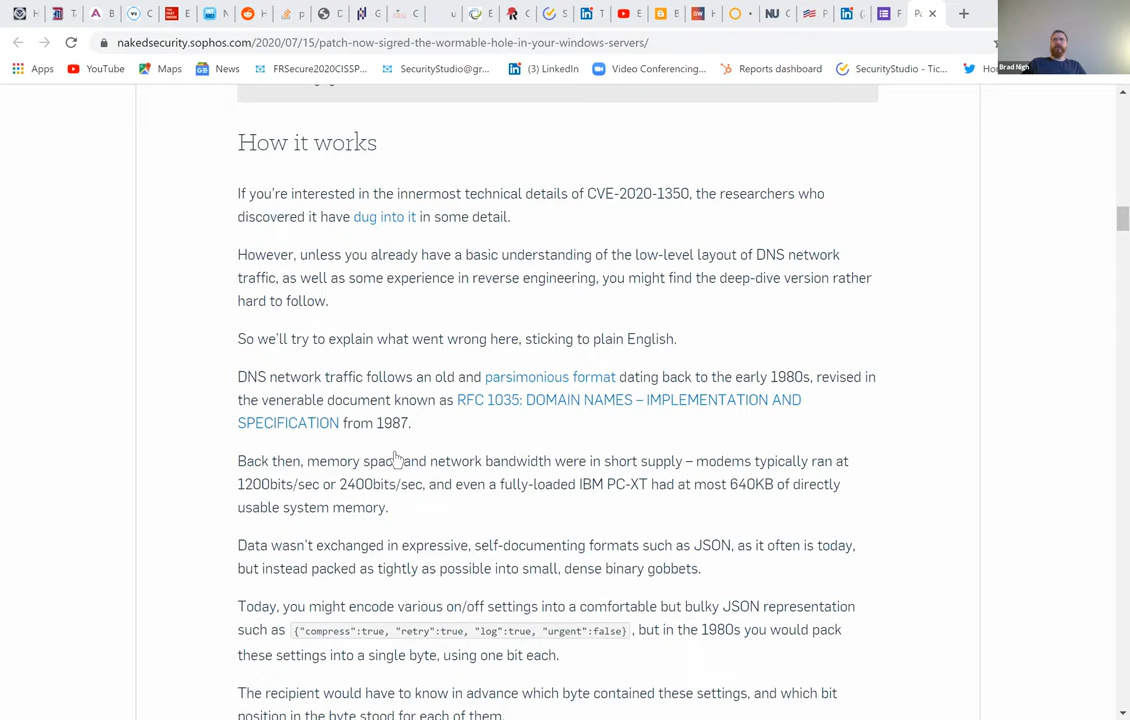 nakedsecurity.sophos.com/2020/07/15/patch-now-sigred-the-wormable-hole-in-your-windows-servers/
Apps YouTube Maps News FRSecure2020CISSP... SecurityStudio@gr... (3) LinkedIn Video Conferencing... Reports dashboard SecurityStudio - Tic...
Brad Nigh
How it works
If you're interested in the innermost technical details of CVE-2020-1350, the researchers who
discovered it have dug into it in some detail.
However, unless you already have a basic understanding of the low-level layout of DNS network
traffic, as well as some experience in reverse engineering, you might find the deep-dive version rather
hard to follow.
So we'll try to explain what went wrong here, sticking to plain English.
DNS network traffic follows an old and parsimonious format dating back to the early 1980s, revised in
the venerable document known as RFC 1035: DOMAIN NAMES – IMPLEMENTATION AND
SPECIFICATION from 1987.
Back then, memory space and network bandwidth were in short supply – modems typically ran at
1200bits/sec or 2400bits/sec, and even a fully-loaded IBM PC-XT had at most 640KB of directly
usable system memory.
Data wasn't exchanged in expressive, self-documenting formats such as JSON, as it often is today,
but instead packed as tightly as possible into small, dense binary gobbets.
Today, you might encode various on/off settings into a comfortable but bulky JSON representation
such as {"compress":true, "retry":true, "log":true, "urgent":false} , but in the 1980s you would pack
these settings into a single byte, using one bit each.
The recipient would have to know in advance which byte contained these settings, and which bit
position in the byte stood for each of them.